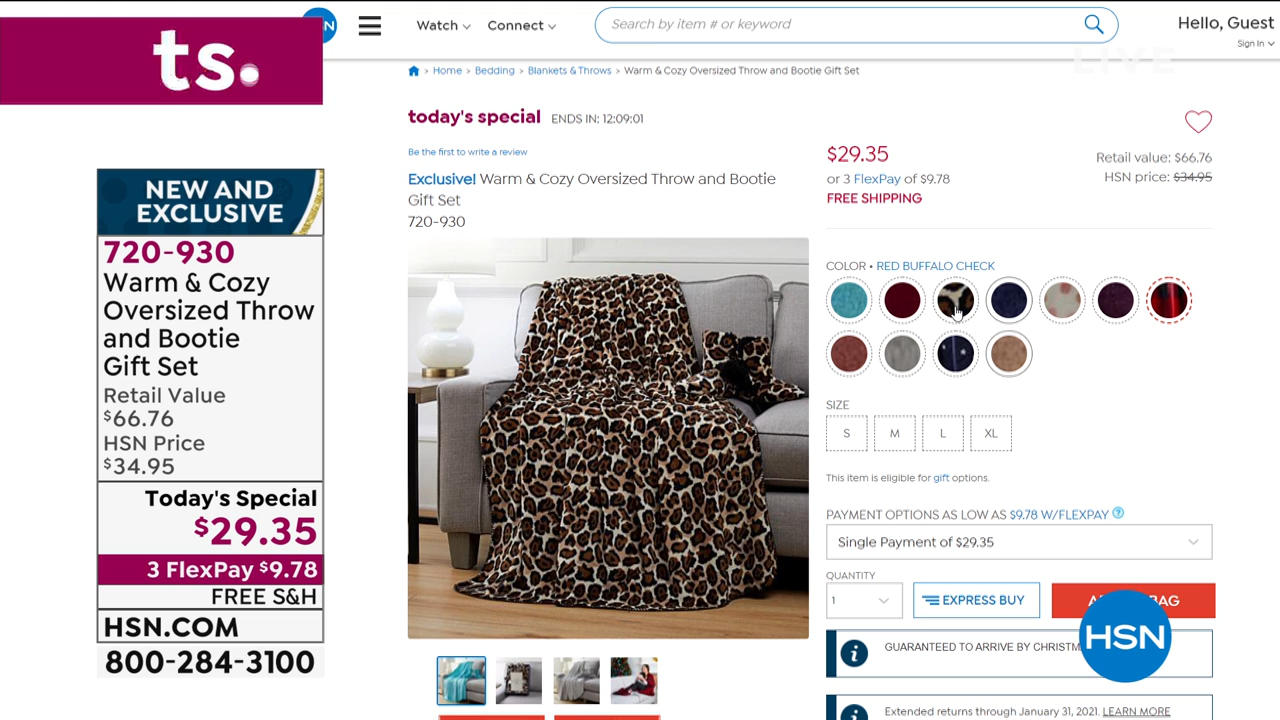 ts.
N
Watch
Connect
Search by item # or keyword
Hello, Guest
Sign In
LIVE
> Home > Bedding > Blankets & Throws > Warm & Cozy Oversized Throw and Bootie Gift Set
today's special ENDS IN: 12:09:01
Be the first to write a review
Exclusive! Warm & Cozy Oversized Throw and Bootie
Gift Set
720-930
$29.35
or 3 FlexPay of $9.78
FREE SHIPPING
Retail value: $66.76
HSN price: $34.95
COLOR • RED BUFFALO CHECK
SIZE
S M L XL
This item is eligible for gift options.
PAYMENT OPTIONS AS LOW AS $9.78 W/FLEXPAY ?
Single Payment of $29.35
QUANTITY
1
EXPRESS BUY
BAG
HSN
i
GUARANTEED TO ARRIVE BY CHRISTM
i
Extended returns through January 31, 2021. LEARN MORE
NEW AND
EXCLUSIVE
720-930
Warm & Cozy
Oversized Throw
and Bootie
Gift Set
Retail Value
$66.76
HSN Price
$34.95
Today's Special
$29.35
3 FlexPay $9.78
FREE S&H
HSN.COM
800-284-3100